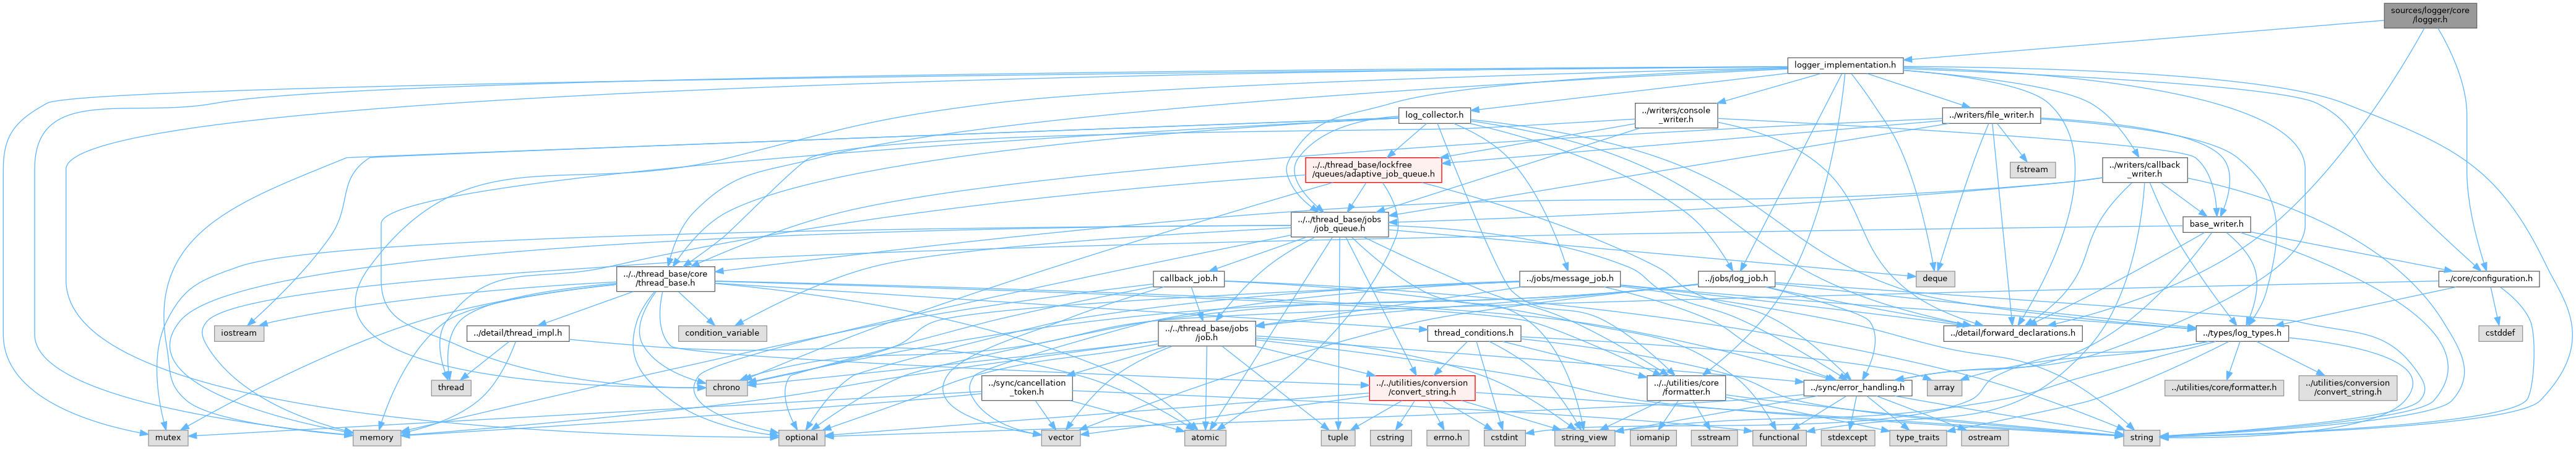 sources/logger/core
/logger.h
logger_implementation.h
log_collector.h
../writers/console
_writer.h
../writers/file_writer.h
../../thread_base/lockfree
/queues/adaptive_job_queue.h
fstream
../writers/callback
_writer.h
../../thread_base/jobs
/job_queue.h
base_writer.h
../../thread_base/core
/thread_base.h
callback_job.h
../jobs/message_job.h
../jobs/log_job.h
deque
../core/configuration.h
iostream
../detail/thread_impl.h
condition_variable
../../thread_base/jobs
/job.h
thread_conditions.h
../detail/forward_declarations.h
../types/log_types.h
cstddef
thread
chrono
../sync/cancellation
_token.h
../../utilities/conversion
/convert_string.h
../../utilities/core
/formatter.h
../sync/error_handling.h
array
../utilities/core/formatter.h
../utilities/conversion
/convert_string.h
mutex
memory
optional
vector
atomic
tuple
cstring
errno.h
cstdint
string_view
iomanip
sstream
functional
stdexcept
type_traits
ostream
string